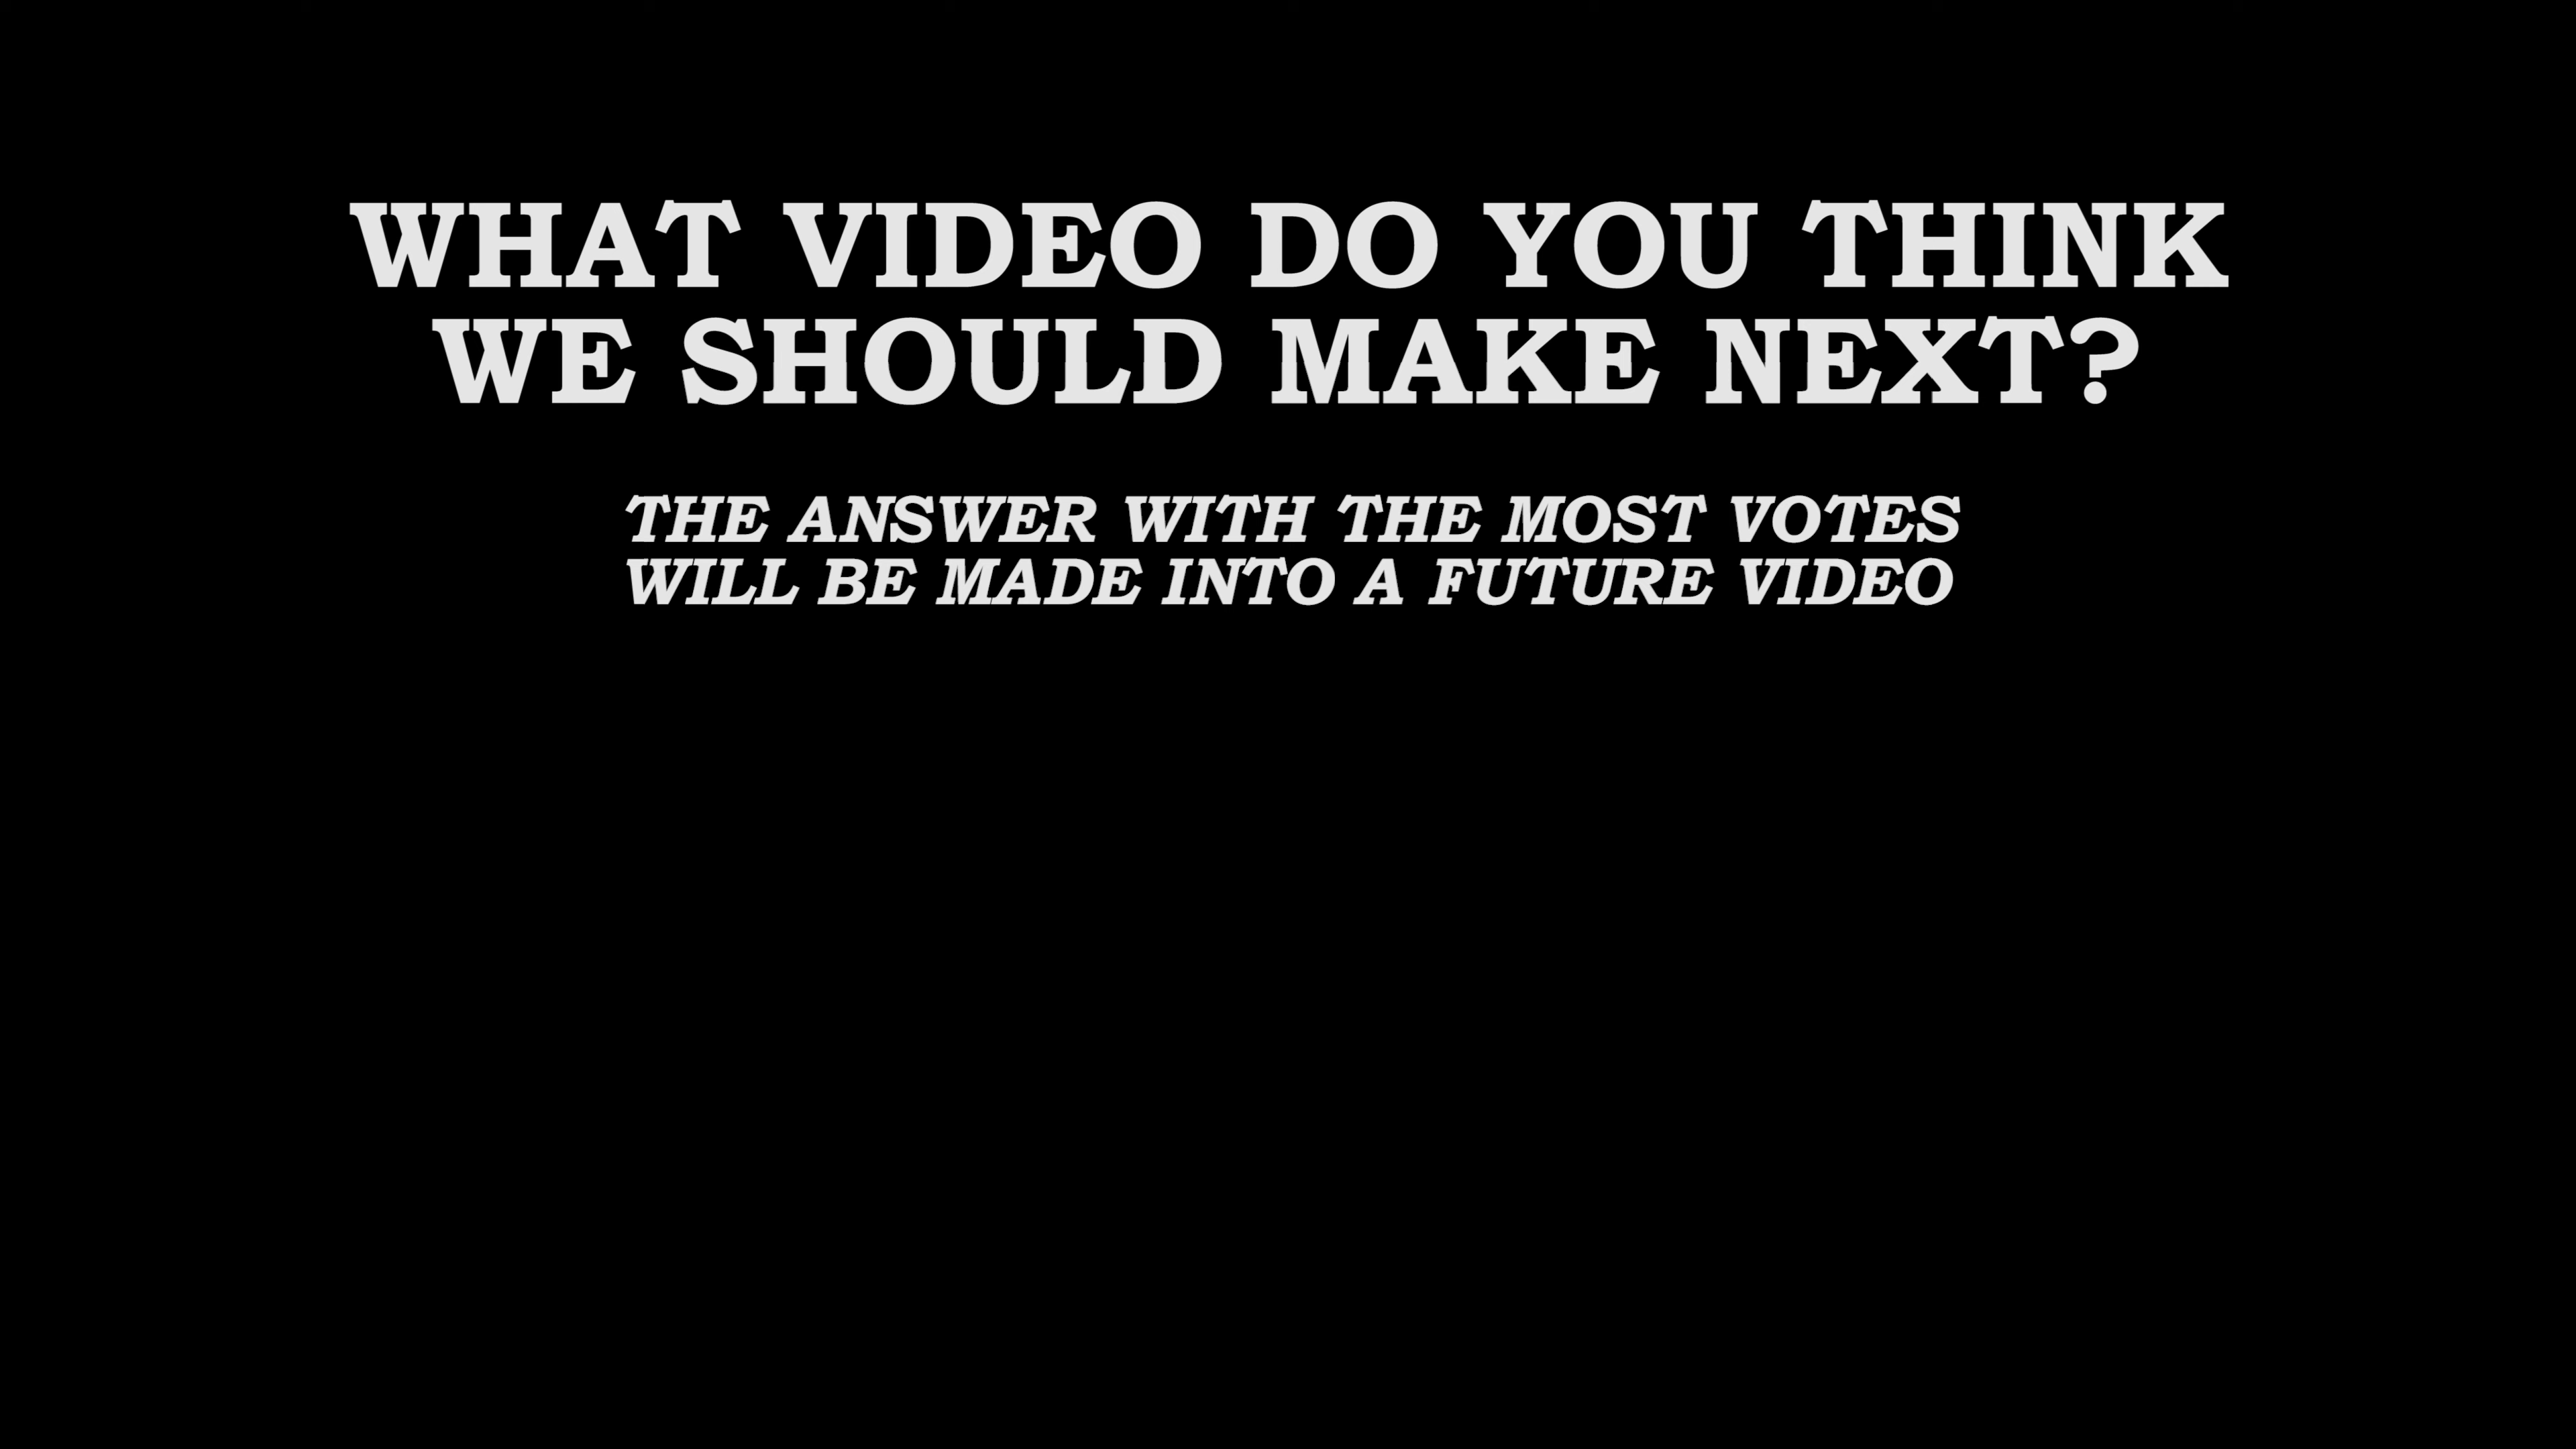 WHAT VIDEO DO YOU THINK
WE SHOULD MAKE NEXT?
THE ANSWER WITH THE MOST VOTES
WILL BE MADE INTO A FUTURE VIDEO